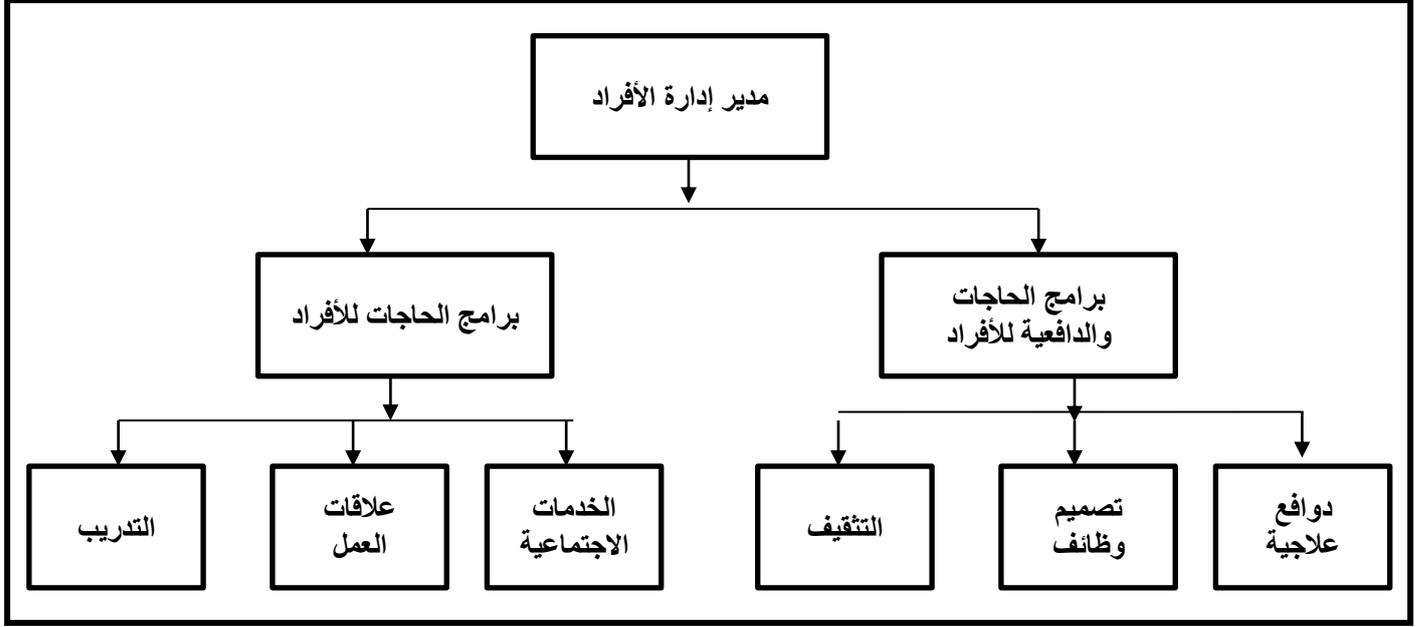 مدير إدارة الأفراد
برامج الحاجات
والدافعية للأفراد
برامج الحاجات للأفراد
دوافع
علاجية
تصميم
وظائف
التثقيف
الخدمات
الاجتماعية
علاقات
العمل
التدريب